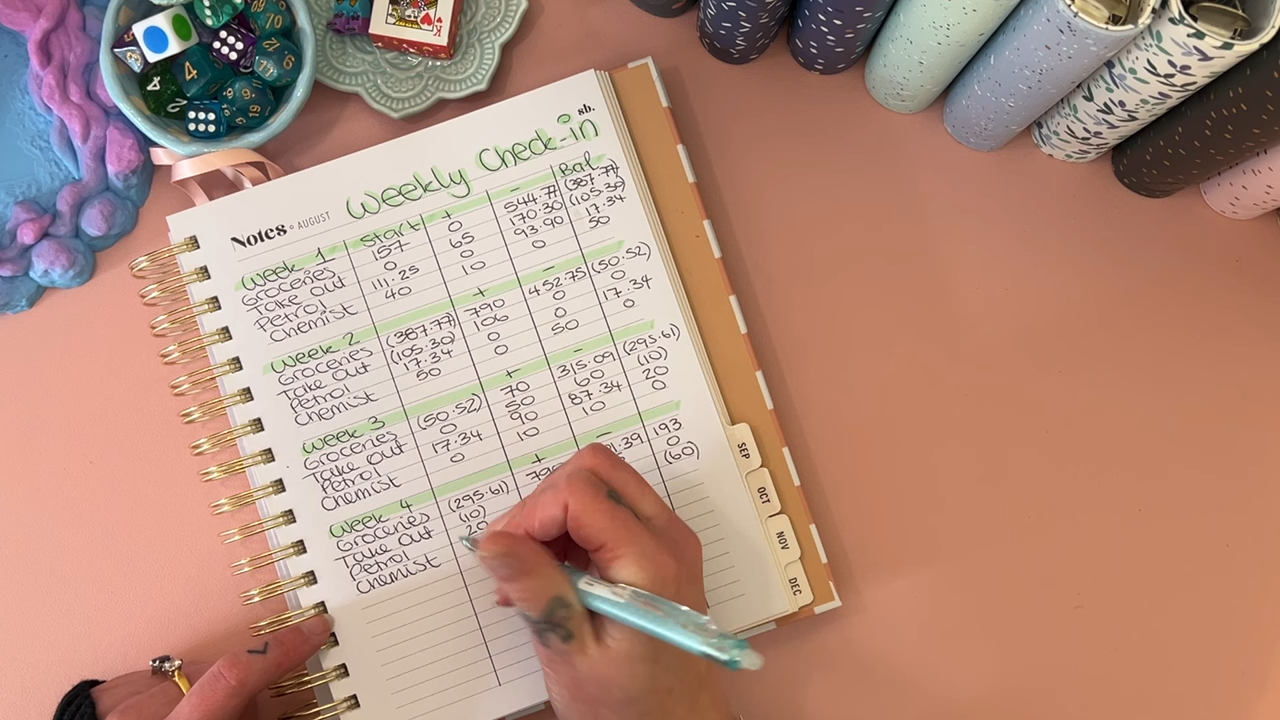 sb.
Weekly Check-in
Notes ○ AUGUST
Week 1 start + - Bal
Groceries 157 0 544.77 (387.77)
Take out 0 65 170.30 (105.30)
Petrol 111.25 0 93.90 17.34
Chemist 40 10 0 50
Week 2 + -
Groceries (387.77) 790 452.75 (50.52)
Take out (105.30) 106 0 0
Petrol 17.34 0 0 17.34
Chemist 50 0 50 0
Week 3 + -
Groceries (50.52) 70 315.09 (295.61)
Take out 0 50 60 (10)
Petrol 17.34 90 87.34 20
Chemist 0 10 10 0
Week 4 + -
Groceries (295.61) 193
Take out (10) 0
Petrol 20 (60)
Chemist
SEP
OCT
NOV
DEC